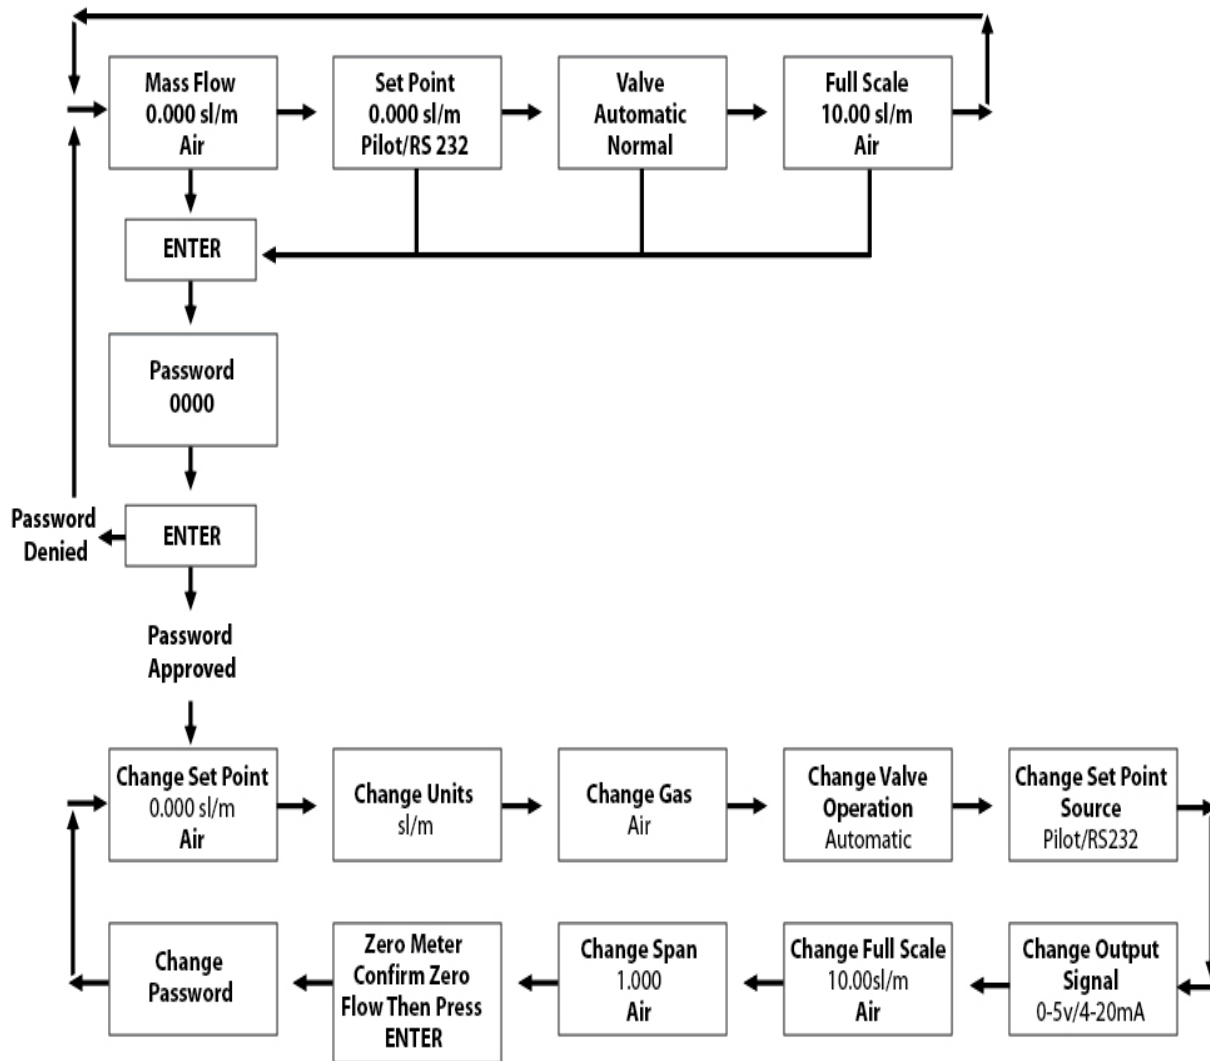 Mass Flow
0.000 sl/m
Air
Set Point
0.000 sl/m
Pilot/RS 232
Valve
Automatic
Normal
Full Scale
10.00 sl/m
Air
ENTER
Password
0000
Password
Denied
ENTER
Password
Approved
Change Set Point
0.000 sl/m
Air
Change Units
sl/m
Change Gas
Air
Change Valve
Operation
Automatic
Change Set Point
Source
Pilot/RS232
Change
Password
Zero Meter
Confirm Zero
Flow Then Press
ENTER
Change Span
1.000
Air
Change Full Scale
10.00sl/m
Air
Change Output
Signal
0-5v/4-20mA